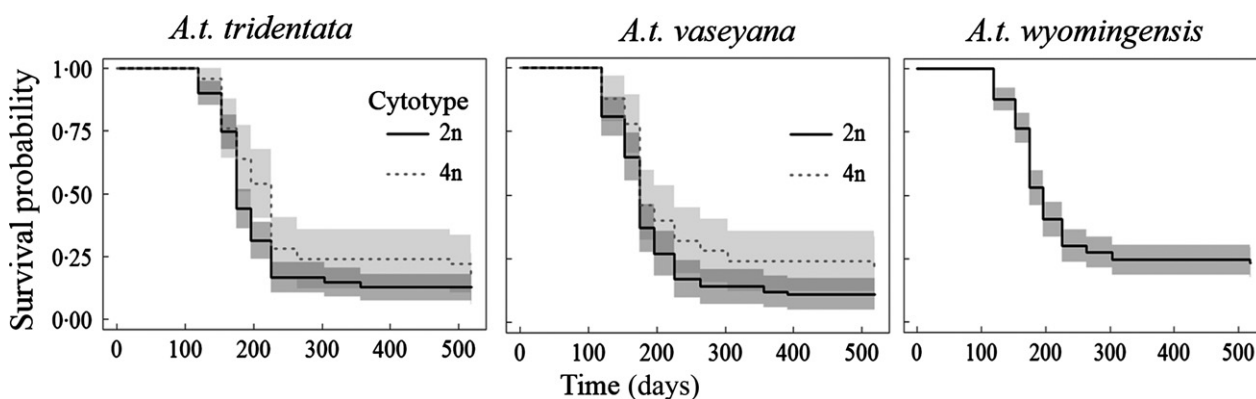 A.t. tridentata
A.t. vaseyana
A.t. wyomingensis
Survival probability
1·00
0·75
0·50
0·25
0·00
Cytotype
2n
4n
2n
4n
0 100 200 300 400 500
0 100 200 300 400 500
0 100 200 300 400 500
Time (days)